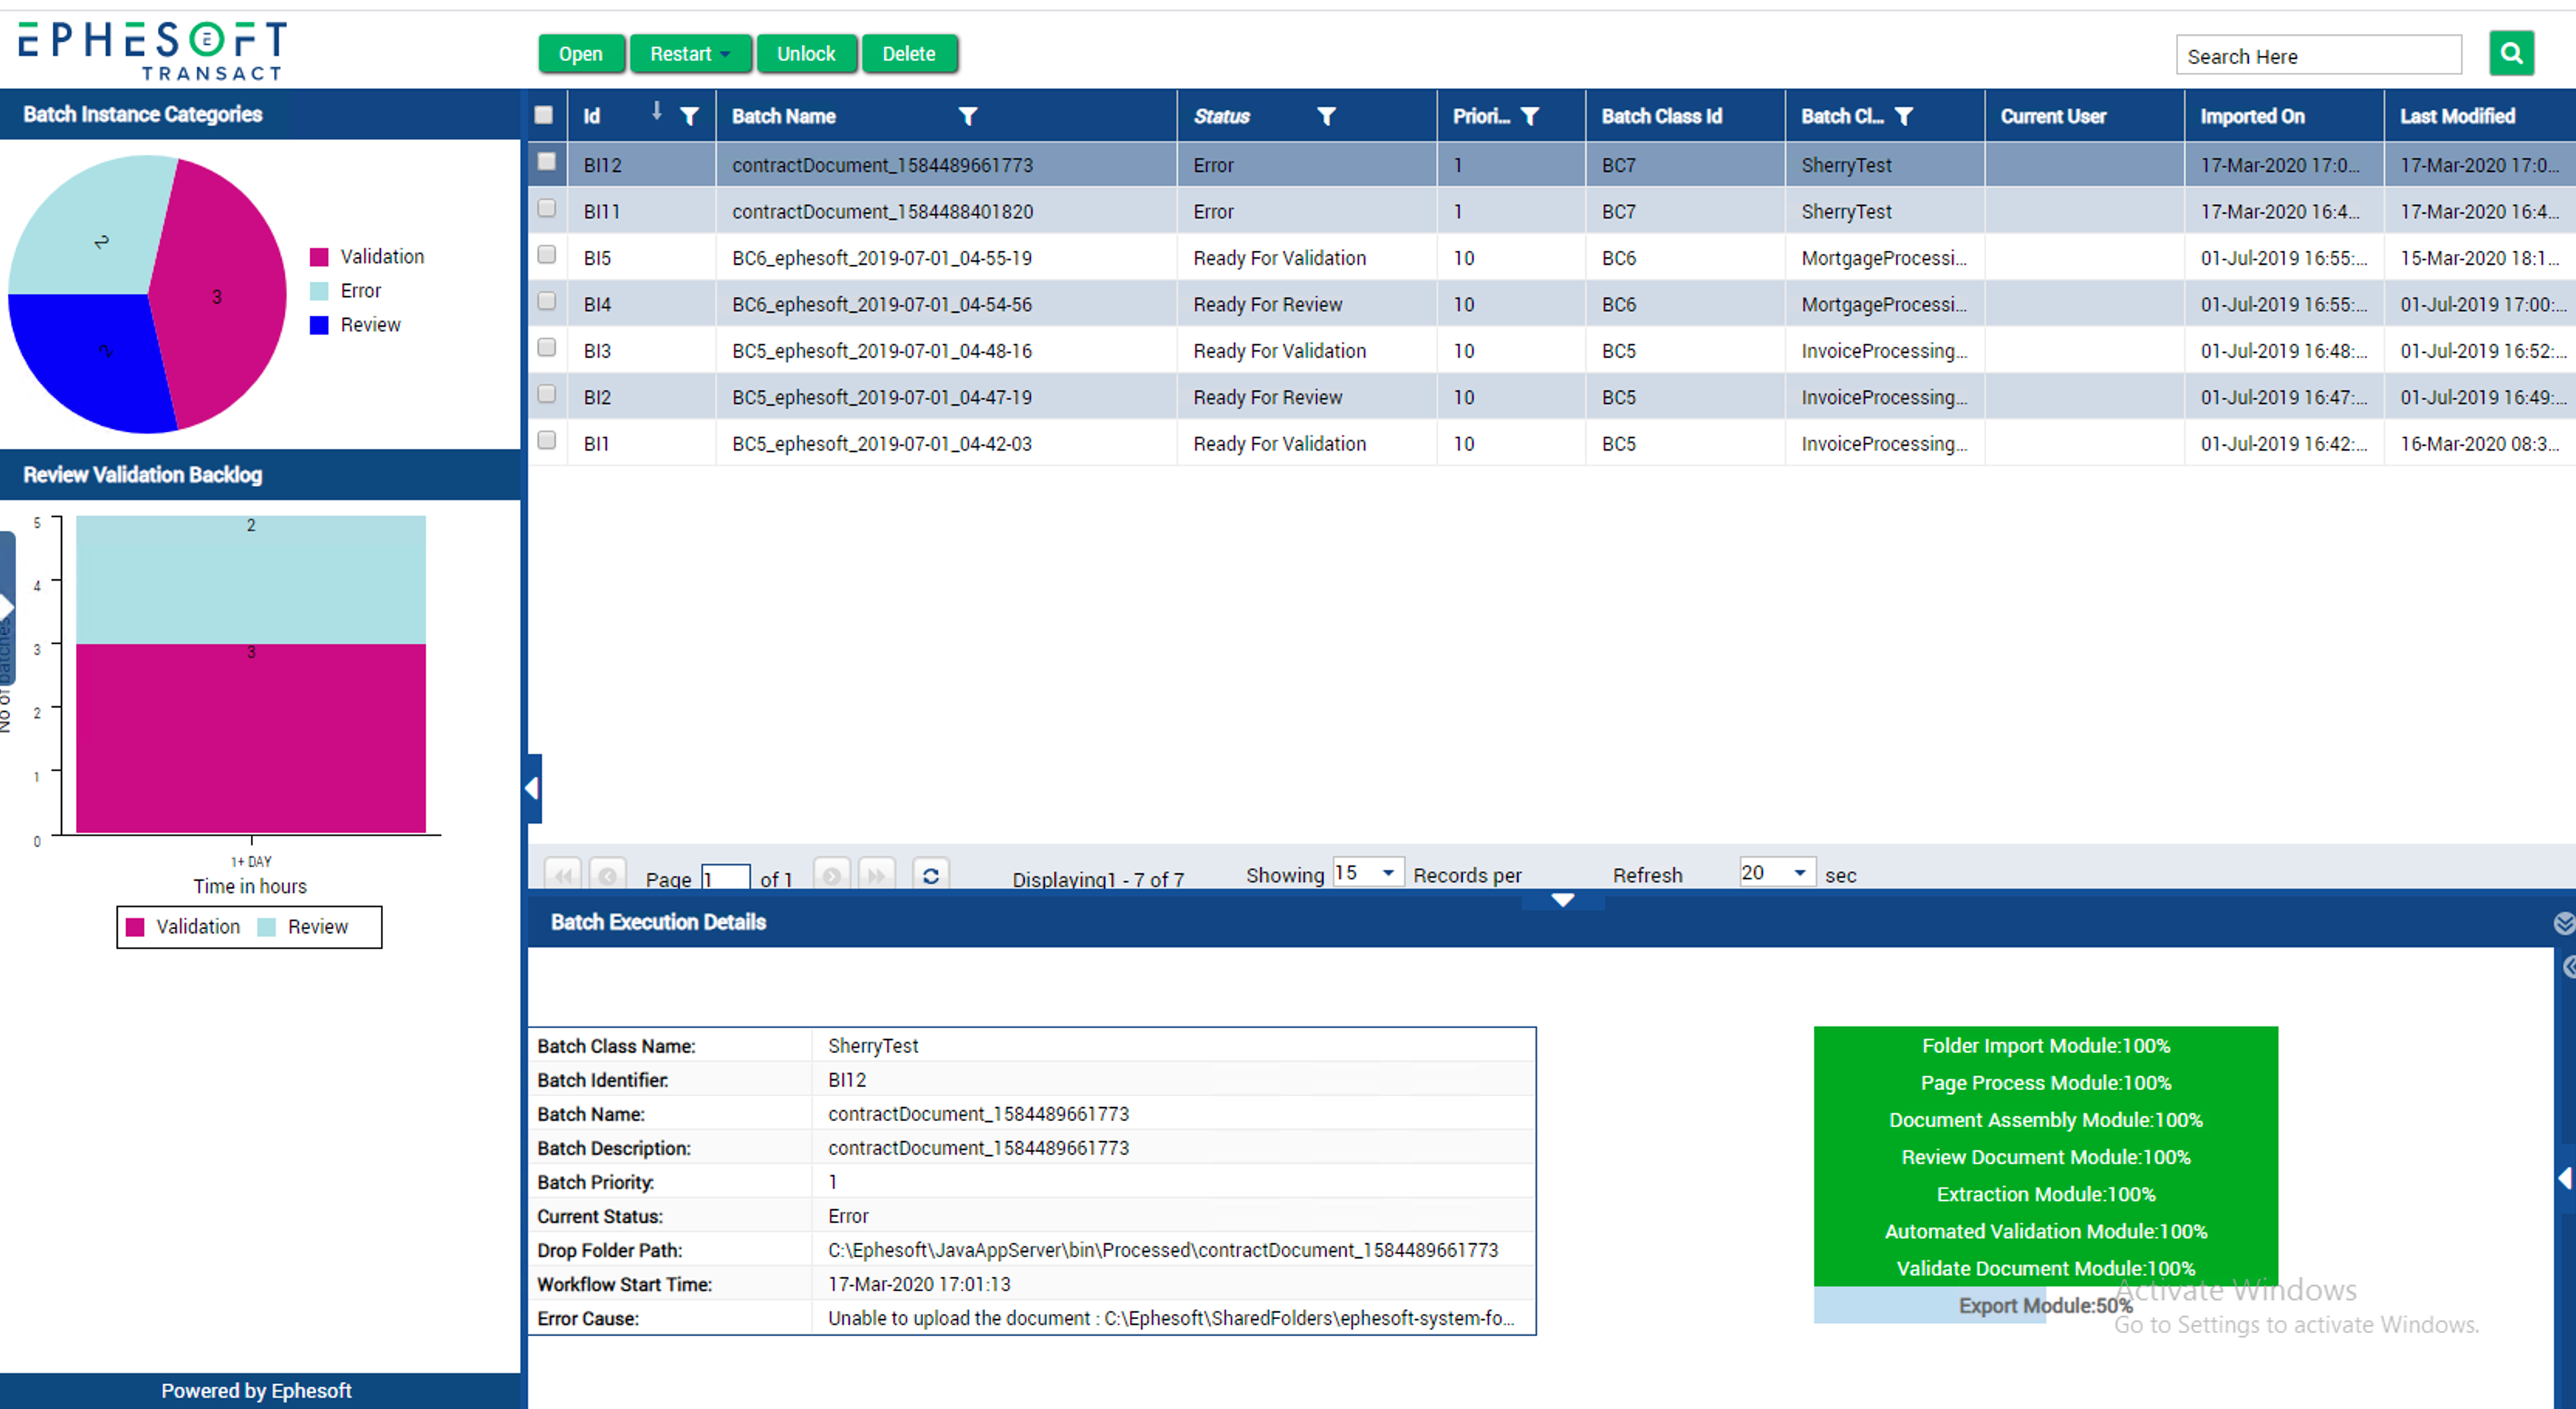 EPHESOFT
TRANSACT
Open Restart Unlock Delete
Search Here
Batch Instance Categories
2
3
2
Validation
Error
Review
Id Batch Name Status Priori... Batch Class Id Batch Cl... Current User Imported On Last Modified
BI12 contractDocument_1584489661773 Error 1 BC7 SherryTest 17-Mar-2020 17:0... 17-Mar-2020 17:0...
BI11 contractDocument_1584488401820 Error 1 BC7 SherryTest 17-Mar-2020 16:4... 17-Mar-2020 16:4...
BI5 BC6_ephesoft_2019-07-01_04-55-19 Ready For Validation 10 BC6 MortgageProcessi... 01-Jul-2019 16:55:... 15-Mar-2020 18:1...
BI4 BC6_ephesoft_2019-07-01_04-54-56 Ready For Review 10 BC6 MortgageProcessi... 01-Jul-2019 16:55:... 01-Jul-2019 17:00:...
BI3 BC5_ephesoft_2019-07-01_04-48-16 Ready For Validation 10 BC5 InvoiceProcessing... 01-Jul-2019 16:48:... 01-Jul-2019 16:52:...
BI2 BC5_ephesoft_2019-07-01_04-47-19 Ready For Review 10 BC5 InvoiceProcessing... 01-Jul-2019 16:47:... 01-Jul-2019 16:49:...
BI1 BC5_ephesoft_2019-07-01_04-42-03 Ready For Validation 10 BC5 InvoiceProcessing... 01-Jul-2019 16:42:... 16-Mar-2020 08:3...
Review Validation Backlog
No of batches
5
4
3
2
1
0
2
3
1+ DAY
Time in hours
Validation Review
Powered by Ephesoft
Page 1 of 1 Displaying1 - 7 of 7 Showing 15 Records per Refresh 20 sec
Batch Execution Details
Batch Class Name: SherryTest
Batch Identifier: BI12
Batch Name: contractDocument_1584489661773
Batch Description: contractDocument_1584489661773
Batch Priority: 1
Current Status: Error
Drop Folder Path: C:\Ephesoft\JavaAppServer\bin\Processed\contractDocument_1584489661773
Workflow Start Time: 17-Mar-2020 17:01:13
Error Cause: Unable to upload the document : C:\Ephesoft\SharedFolders\ephesoft-system-fo...
Folder Import Module:100%
Page Process Module:100%
Document Assembly Module:100%
Review Document Module:100%
Extraction Module:100%
Automated Validation Module:100%
Validate Document Module:100%
Export Module:50%
Activate Windows
Go to Settings to activate Windows.